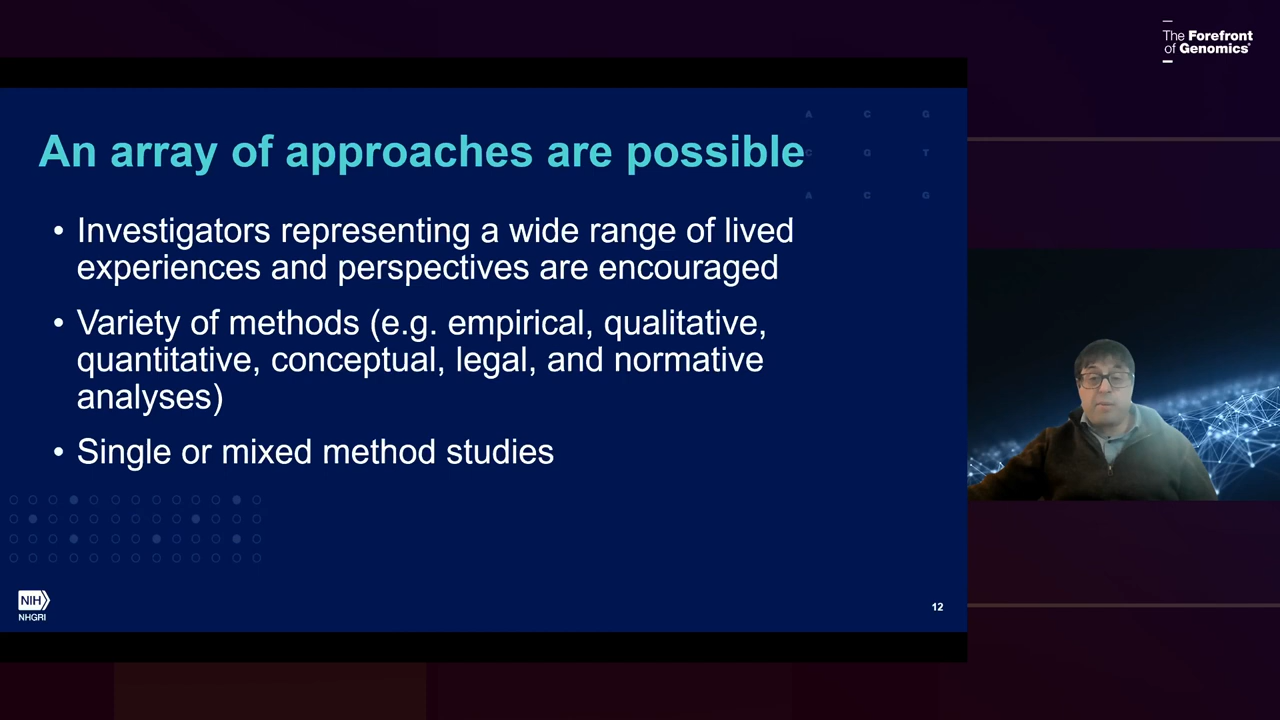 The Forefront
of Genomics®
A C G
An array of approaches are possible
C G T
A C G
• Investigators representing a wide range of lived
experiences and perspectives are encouraged
• Variety of methods (e.g. empirical, qualitative,
quantitative, conceptual, legal, and normative
analyses)
• Single or mixed method studies
NIH
NHGRI
12